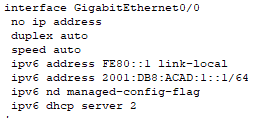 interface GigabitEthernet0/0
no ip address
duplex auto
speed auto
ipv6 address FE80::1 link-local
ipv6 address 2001:DB8:ACAD:1::1/64
ipv6 nd managed-config-flag
ipv6 dhcp server 2